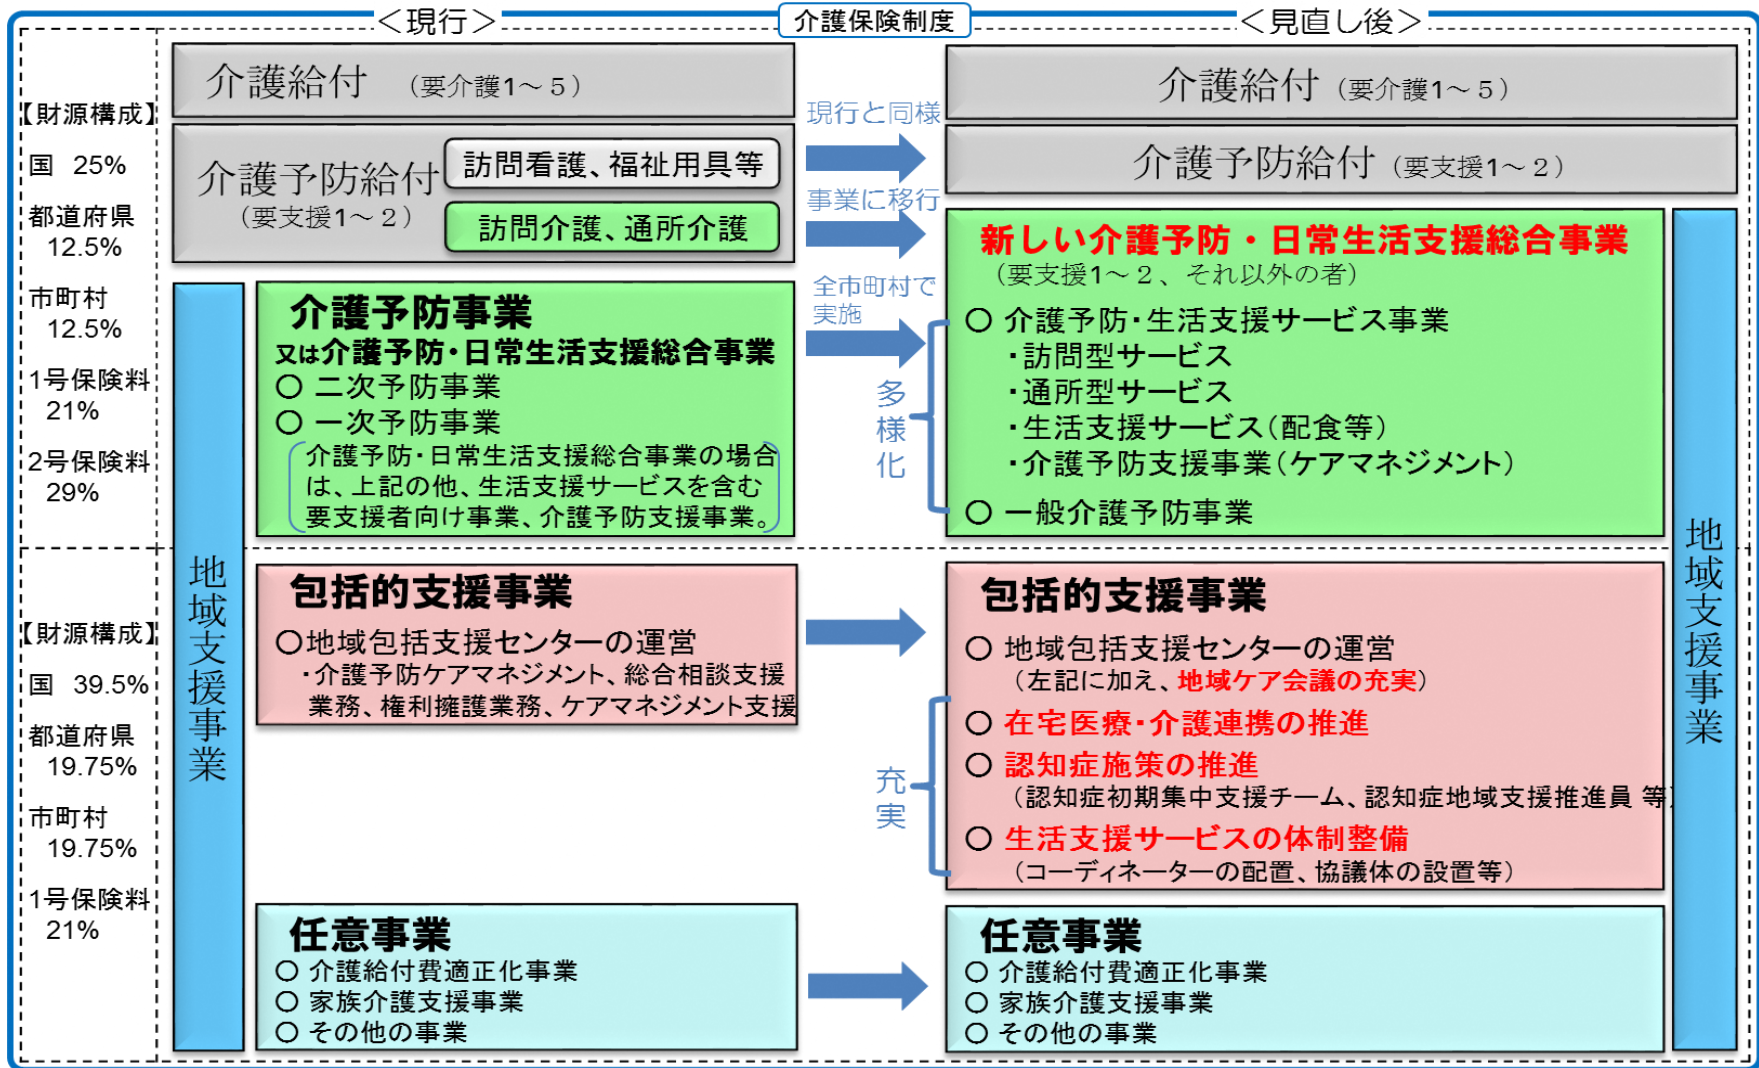 ＜現行＞
介護保険制度
＜見直し後＞
【財源構成】
国 25%
都道府県
12.5%
市町村
12.5%
1号保険料
21%
2号保険料
29%
【財源構成】
国 39.5%
都道府県
19.75%
市町村
19.75%
1号保険料
21%
介護給付 （要介護1～５）
介護予防給付
（要支援1～２）
訪問看護、福祉用具等
訪問介護、通所介護
地域支援事業
介護予防事業
又は介護予防・日常生活支援総合事業
○ 二次予防事業
○ 一次予防事業
介護予防・日常生活支援総合事業の場合
は、上記の他、生活支援サービスを含む
要支援者向け事業、介護予防支援事業。
包括的支援事業
○地域包括支援センターの運営
・介護予防ケアマネジメント、総合相談支援
業務、権利擁護業務、ケアマネジメント支援
任意事業
○ 介護給付費適正化事業
○ 家族介護支援事業
○ その他の事業
現行と同様
事業に移行
全市町村で
実施
多様化
充実
介護給付 （要介護1～５）
介護予防給付 （要支援1～２）
新しい介護予防・日常生活支援総合事業
（要支援1～２、それ以外の者）
○ 介護予防・生活支援サービス事業
・訪問型サービス
・通所型サービス
・生活支援サービス（配食等）
・介護予防支援事業（ケアマネジメント）
○ 一般介護予防事業
包括的支援事業
○ 地域包括支援センターの運営
（左記に加え、地域ケア会議の充実）
○ 在宅医療・介護連携の推進
○ 認知症施策の推進
（認知症初期集中支援チーム、認知症地域支援推進員 等）
○ 生活支援サービスの体制整備
（コーディネーターの配置、協議体の設置等）
任意事業
○ 介護給付費適正化事業
○ 家族介護支援事業
○ その他の事業
地域支援事業